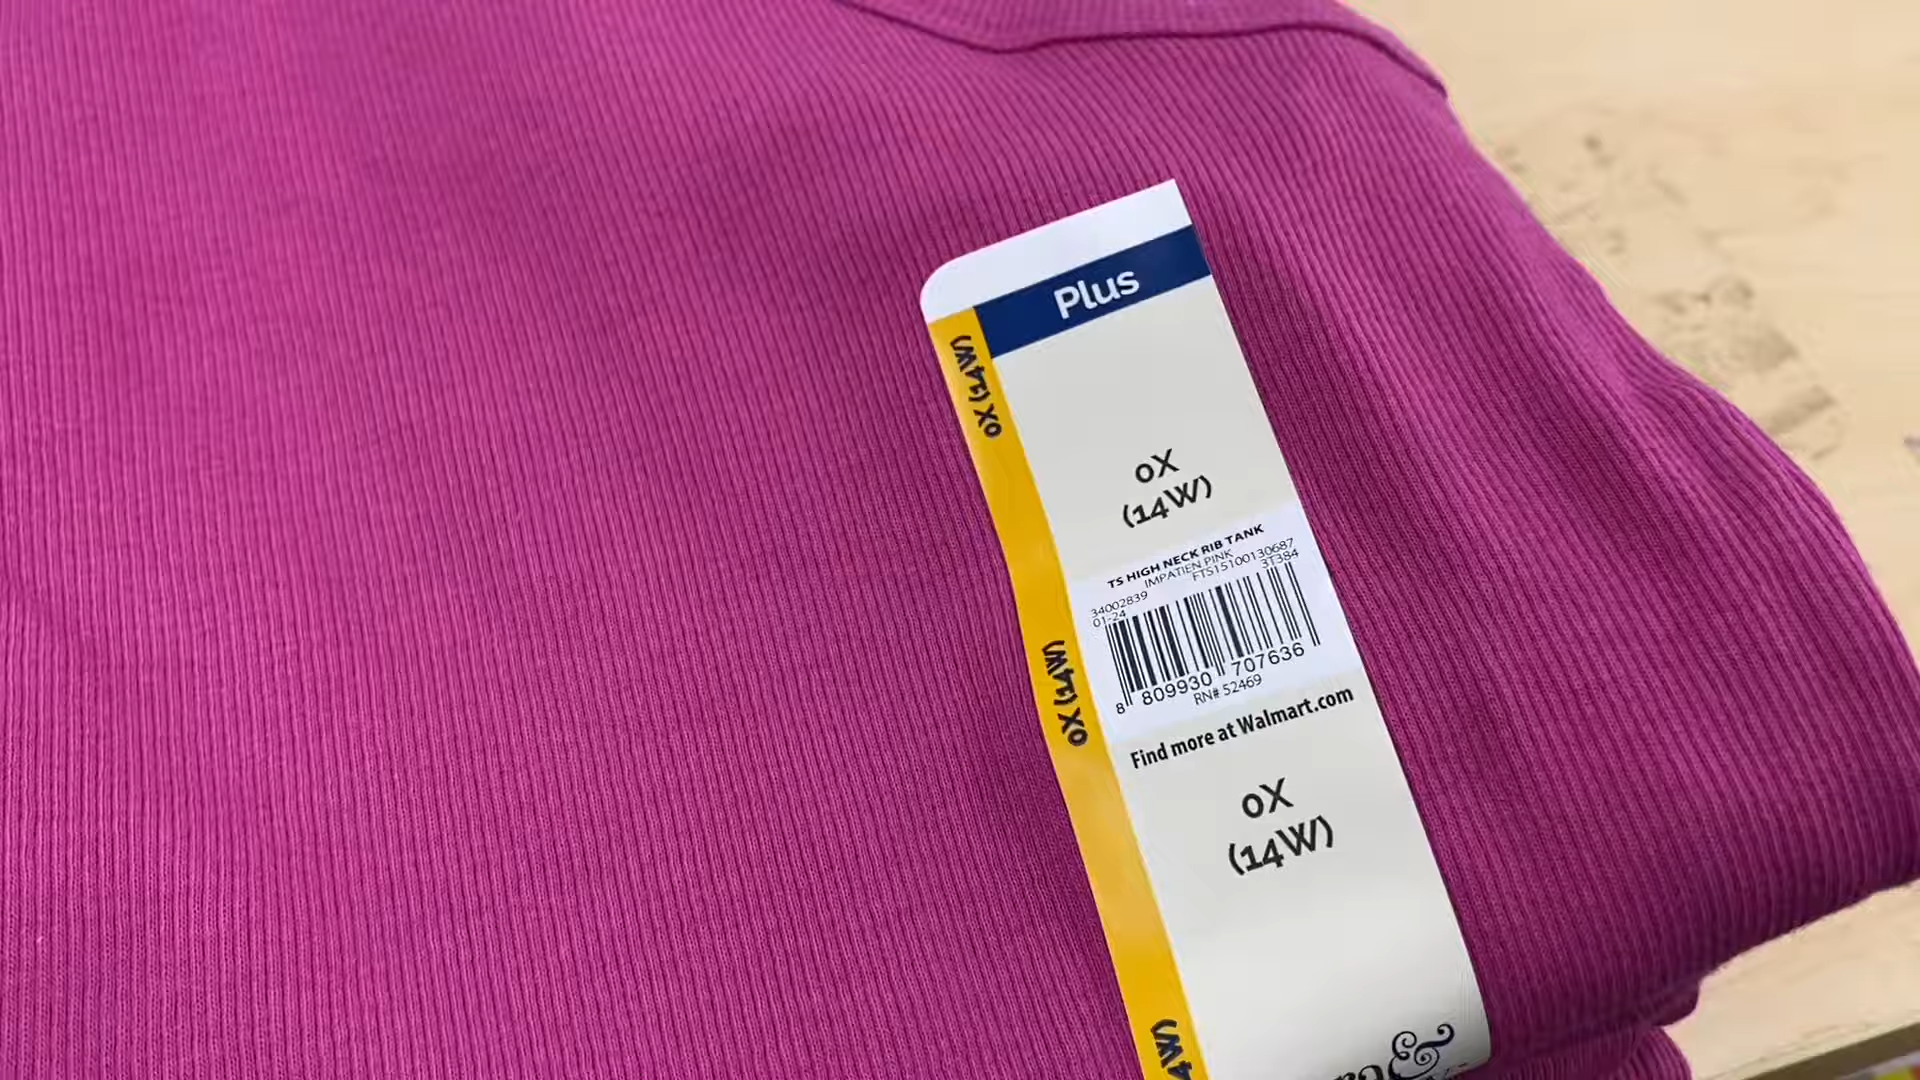 Plus
0X (14W)
0X
(14W)
TS HIGH NECK RIB TANK
IMPATIEN PINK
34002839
FTS15100130687
01-24
31384
8 809930 707636
RN# 52469
0X (14W)
Find more at Walmart.com
0X
(14W)